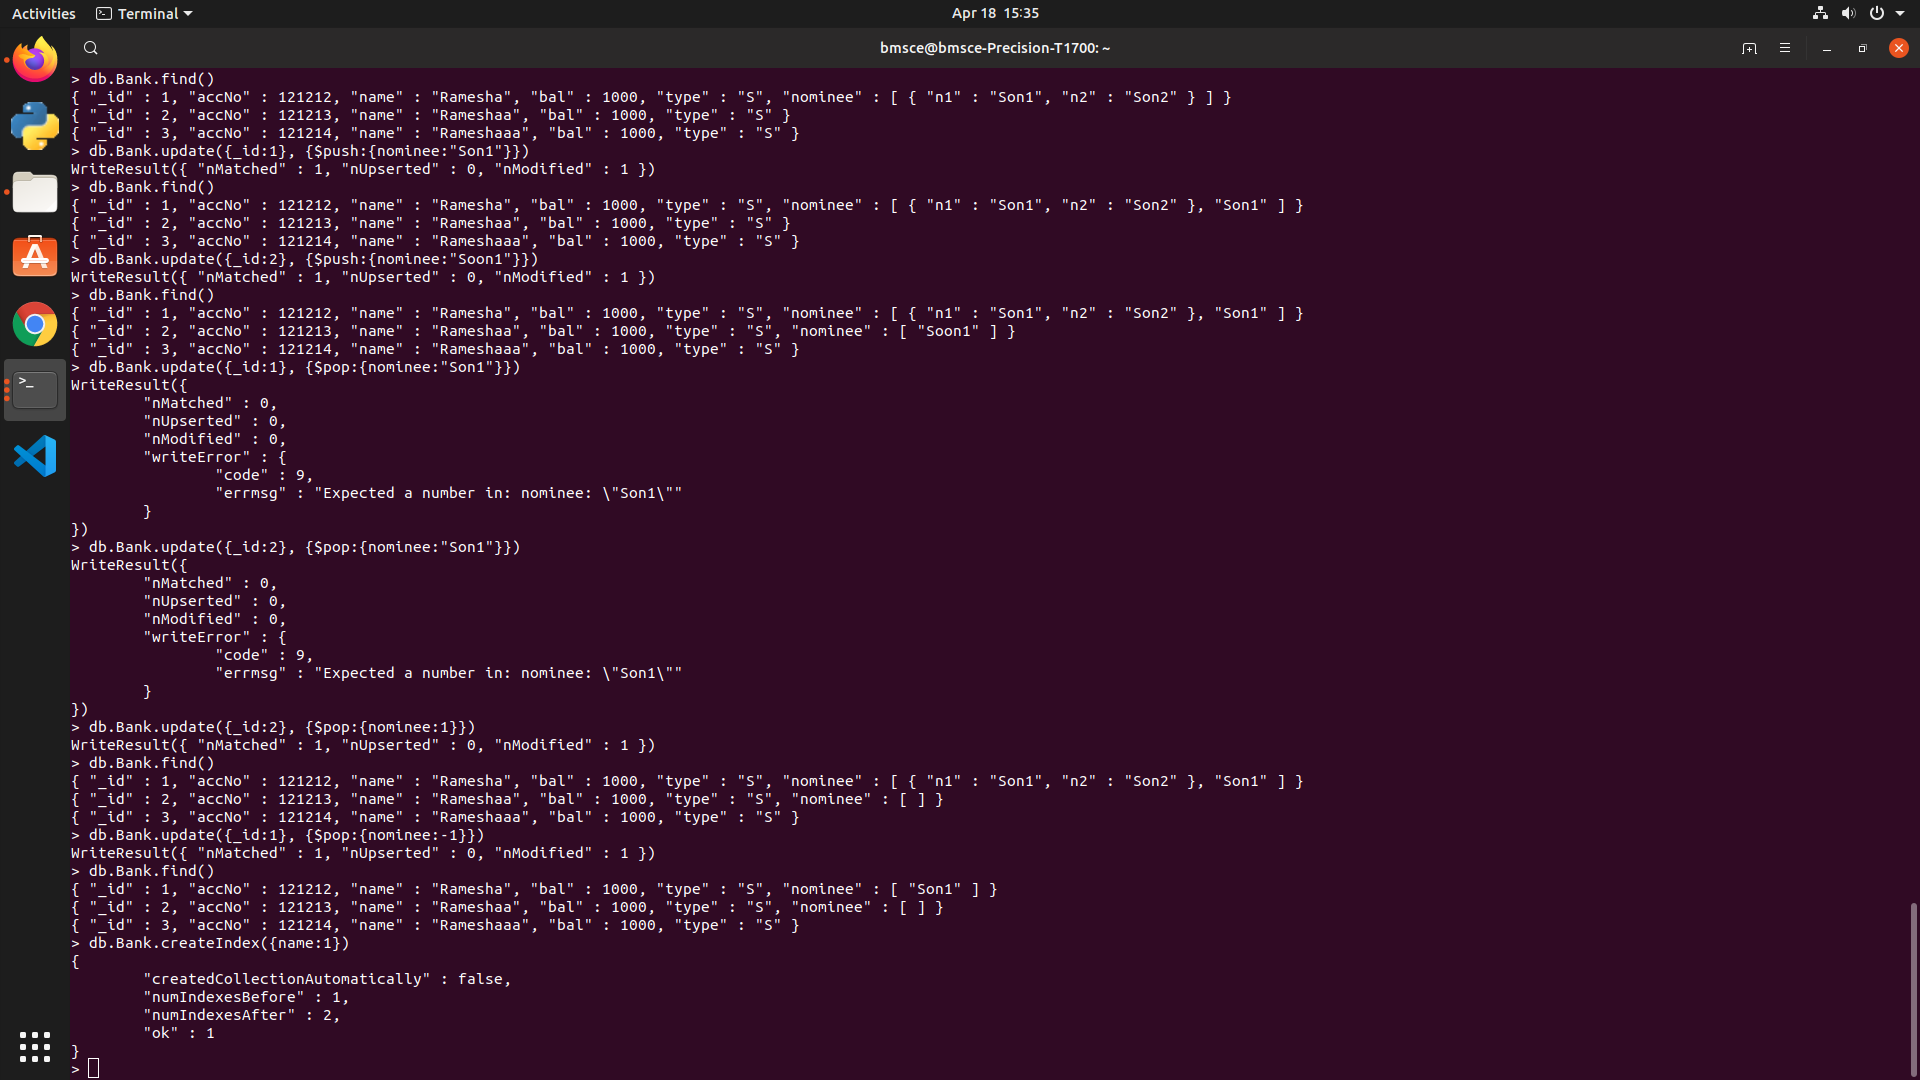 Activities
Terminal
Apr 18 15:35
bmsce@bmsce-Precision-T1700: ~
> db.Bank.find()
{ "_id" : 1, "accNo" : 121212, "name" : "Ramesha", "bal" : 1000, "type" : "S", "nominee" : [ { "n1" : "Son1", "n2" : "Son2" } ] }
{ "_id" : 2, "accNo" : 121213, "name" : "Rameshaa", "bal" : 1000, "type" : "S" }
{ "_id" : 3, "accNo" : 121214, "name" : "Rameshaaa", "bal" : 1000, "type" : "S" }
> db.Bank.update({_id:1}, {$push:{nominee:"Son1"}})
WriteResult({ "nMatched" : 1, "nUpserted" : 0, "nModified" : 1 })
> db.Bank.find()
{ "_id" : 1, "accNo" : 121212, "name" : "Ramesha", "bal" : 1000, "type" : "S", "nominee" : [ { "n1" : "Son1", "n2" : "Son2" }, "Son1" ] }
{ "_id" : 2, "accNo" : 121213, "name" : "Rameshaa", "bal" : 1000, "type" : "S" }
{ "_id" : 3, "accNo" : 121214, "name" : "Rameshaaa", "bal" : 1000, "type" : "S" }
> db.Bank.update({_id:2}, {$push:{nominee:"Soon1"}})
WriteResult({ "nMatched" : 1, "nUpserted" : 0, "nModified" : 1 })
> db.Bank.find()
{ "_id" : 1, "accNo" : 121212, "name" : "Ramesha", "bal" : 1000, "type" : "S", "nominee" : [ { "n1" : "Son1", "n2" : "Son2" }, "Son1" ] }
{ "_id" : 2, "accNo" : 121213, "name" : "Rameshaa", "bal" : 1000, "type" : "S", "nominee" : [ "Soon1" ] }
{ "_id" : 3, "accNo" : 121214, "name" : "Rameshaaa", "bal" : 1000, "type" : "S" }
> db.Bank.update({_id:1}, {$pop:{nominee:"Son1"}})
WriteResult({
"nMatched" : 0,
"nUpserted" : 0,
"nModified" : 0,
"writeError" : {
"code" : 9,
"errmsg" : "Expected a number in: nominee: \"Son1\""
}
})
> db.Bank.update({_id:2}, {$pop:{nominee:"Son1"}})
WriteResult({
"nMatched" : 0,
"nUpserted" : 0,
"nModified" : 0,
"writeError" : {
"code" : 9,
"errmsg" : "Expected a number in: nominee: \"Son1\""
}
})
> db.Bank.update({_id:2}, {$pop:{nominee:1}})
WriteResult({ "nMatched" : 1, "nUpserted" : 0, "nModified" : 1 })
> db.Bank.find()
{ "_id" : 1, "accNo" : 121212, "name" : "Ramesha", "bal" : 1000, "type" : "S", "nominee" : [ { "n1" : "Son1", "n2" : "Son2" }, "Son1" ] }
{ "_id" : 2, "accNo" : 121213, "name" : "Rameshaa", "bal" : 1000, "type" : "S", "nominee" : [ ] }
{ "_id" : 3, "accNo" : 121214, "name" : "Rameshaaa", "bal" : 1000, "type" : "S" }
> db.Bank.update({_id:1}, {$pop:{nominee:-1}})
WriteResult({ "nMatched" : 1, "nUpserted" : 0, "nModified" : 1 })
> db.Bank.find()
{ "_id" : 1, "accNo" : 121212, "name" : "Ramesha", "bal" : 1000, "type" : "S", "nominee" : [ "Son1" ] }
{ "_id" : 2, "accNo" : 121213, "name" : "Rameshaa", "bal" : 1000, "type" : "S", "nominee" : [ ] }
{ "_id" : 3, "accNo" : 121214, "name" : "Rameshaaa", "bal" : 1000, "type" : "S" }
> db.Bank.createIndex({name:1})
{
"createdCollectionAutomatically" : false,
"numIndexesBefore" : 1,
"numIndexesAfter" : 2,
"ok" : 1
}
>